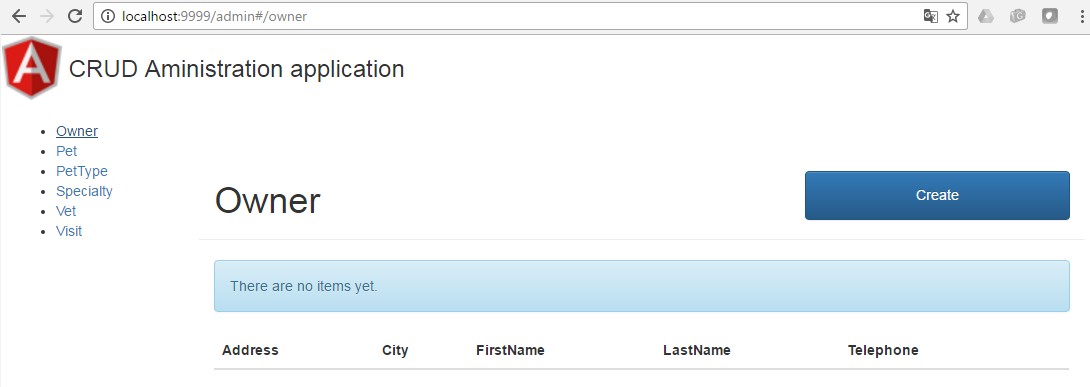 localhost:9999/admin#/owner
A CRUD Aministration application
Owner
Pet
PetType
Specialty
Vet
Visit
Owner
Create
There are no items yet.
Address City FirstName LastName Telephone